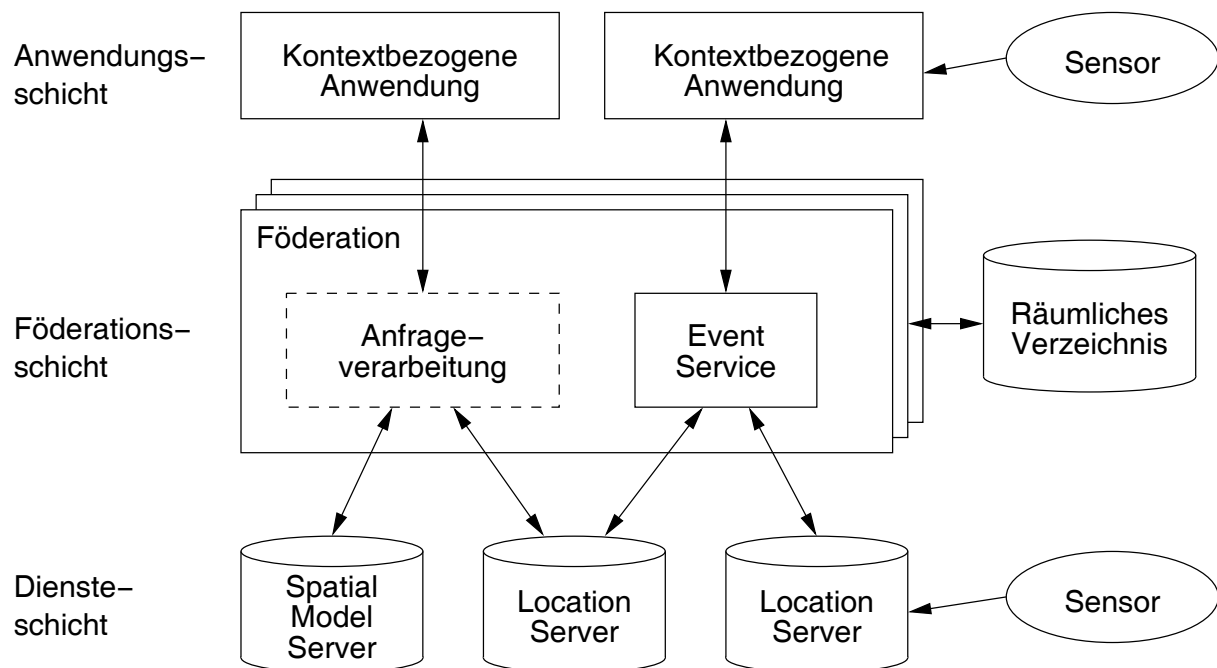 Anwendungs–
schicht
Kontextbezogene
Anwendung
Kontextbezogene
Anwendung
Sensor
Föderation
Föderations–
schicht
Anfrage–
verarbeitung
Event
Service
Räumliches
Verzeichnis
Dienste–
schicht
Spatial
Model
Server
Location
Server
Location
Server
Sensor